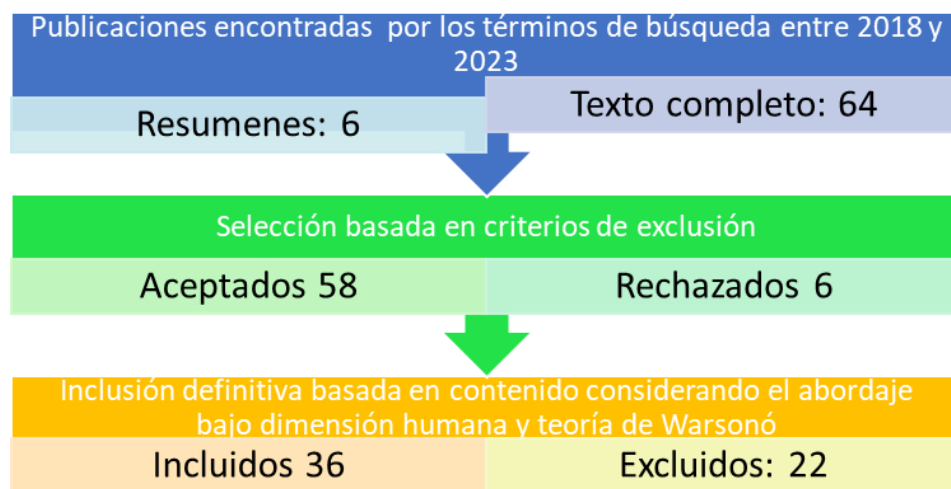 Publicaciones encontradas por los términos de búsqueda entre 2018 y
2023
Resumenes: 6
Texto completo: 64
Selección basada en criterios de exclusión
Aceptados 58
Rechazados 6
Inclusión definitiva basada en contenido considerando el abordaje
bajo dimensión humana y teoría de Warsonó
Incluidos 36
Excluidos: 22